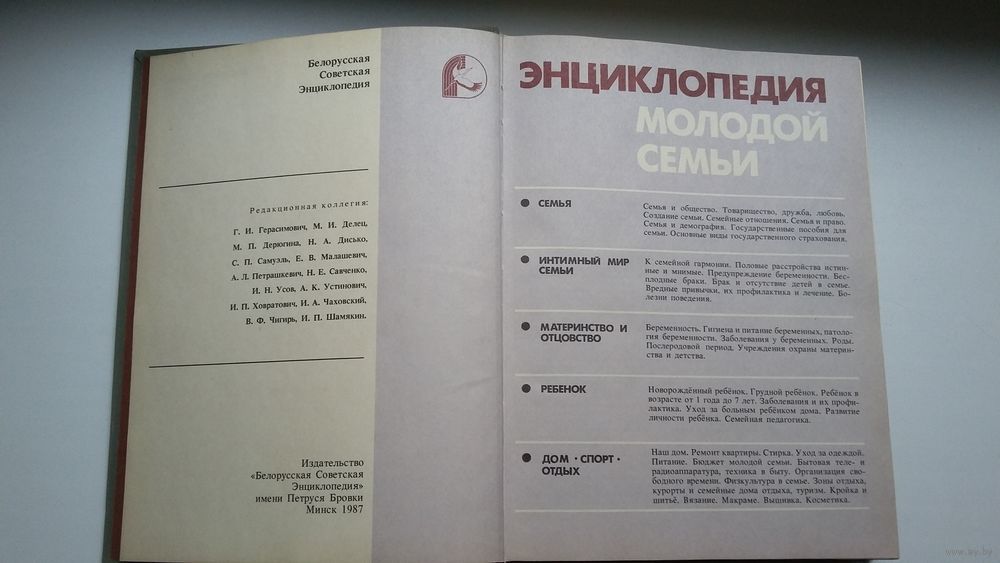 Белорусская
Советская
Энциклопедия
Редакционная коллегия:
Г. И. Герасимович, М. И. Делец,
М. П. Дерюгина, Н. А. Дисько,
С. П. Самуэль, Е. В. Малашевич,
А. Л. Петрашкевич, Н. Е. Савченко,
И. Н. Усов, А. К. Устинович,
И. П. Ховратович, И. А. Чаховский,
В. Ф. Чигирь, И. П. Шамякин.
Издательство
«Белорусская Советская
Энциклопедия»
имени Петруся Бровки
Минск 1987
ЭНЦИКЛОПЕДИЯ
МОЛОДОЙ
СЕМЬИ
СЕМЬЯ
Семья и общество. Товарищество, дружба, любовь.
Создание семьи. Семейные отношения. Семья и право.
Семья и демография. Государственные пособия для
семьи. Основные виды государственного страхования.
ИНТИМНЫЙ МИР
СЕМЬИ
К семейной гармонии. Половые расстройства истин-
ные и мнимые. Предупреждение беременности. Бес-
плодные браки. Брак и отсутствие детей в семье.
Вредные привычки, их профилактика и лечение. Бо-
лезни поведения.
МАТЕРИНСТВО И
ОТЦОВСТВО
Беременность. Гигиена и питание беременных, патоло-
гия беременности. Заболевания у беременных. Роды.
Послеродовой период. Учреждения охраны материн-
ства и детства.
РЕБЕНОК
Новорождённый ребёнок. Грудной ребёнок. Ребёнок в
возрасте от 1 года до 7 лет. Заболевания и их профи-
лактика. Уход за больным ребёнком дома. Развитие
личности ребёнка. Семейная педагогика.
ДОМ · СПОРТ ·
ОТДЫХ
Наш дом. Ремонт квартиры. Стирка. Уход за одеждой.
Питание. Бюджет молодой семьи. Бытовая теле- и
радиоаппаратура, техника в быту. Организация сво-
бодного времени. Физкультура в семье. Зоны отдыха,
курорты и семейные дома отдыха, туризм. Кройка и
шитьё. Вязание. Макраме. Вышивка. Косметика.
www.ay.by